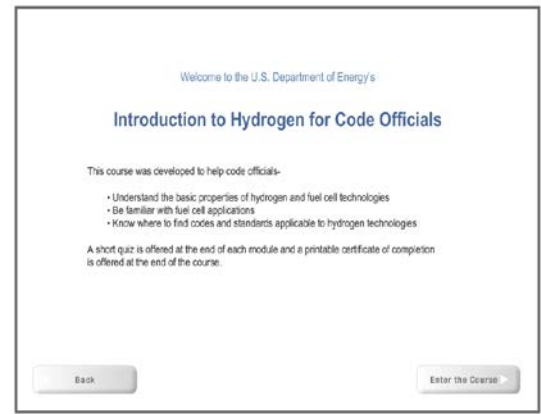 Welcome to the U.S. Department of Energy's
Introduction to Hydrogen for Code Officials
This course was developed to help code officials-
• Understand the basic properties of hydrogen and fuel cell technologies
• Be familiar with fuel cell applications
• Know where to find codes and standards applicable to hydrogen technologies
A short quiz is offered at the end of each module and a printable certificate of completion
is offered at the end of the course.
Back
Enter the Course